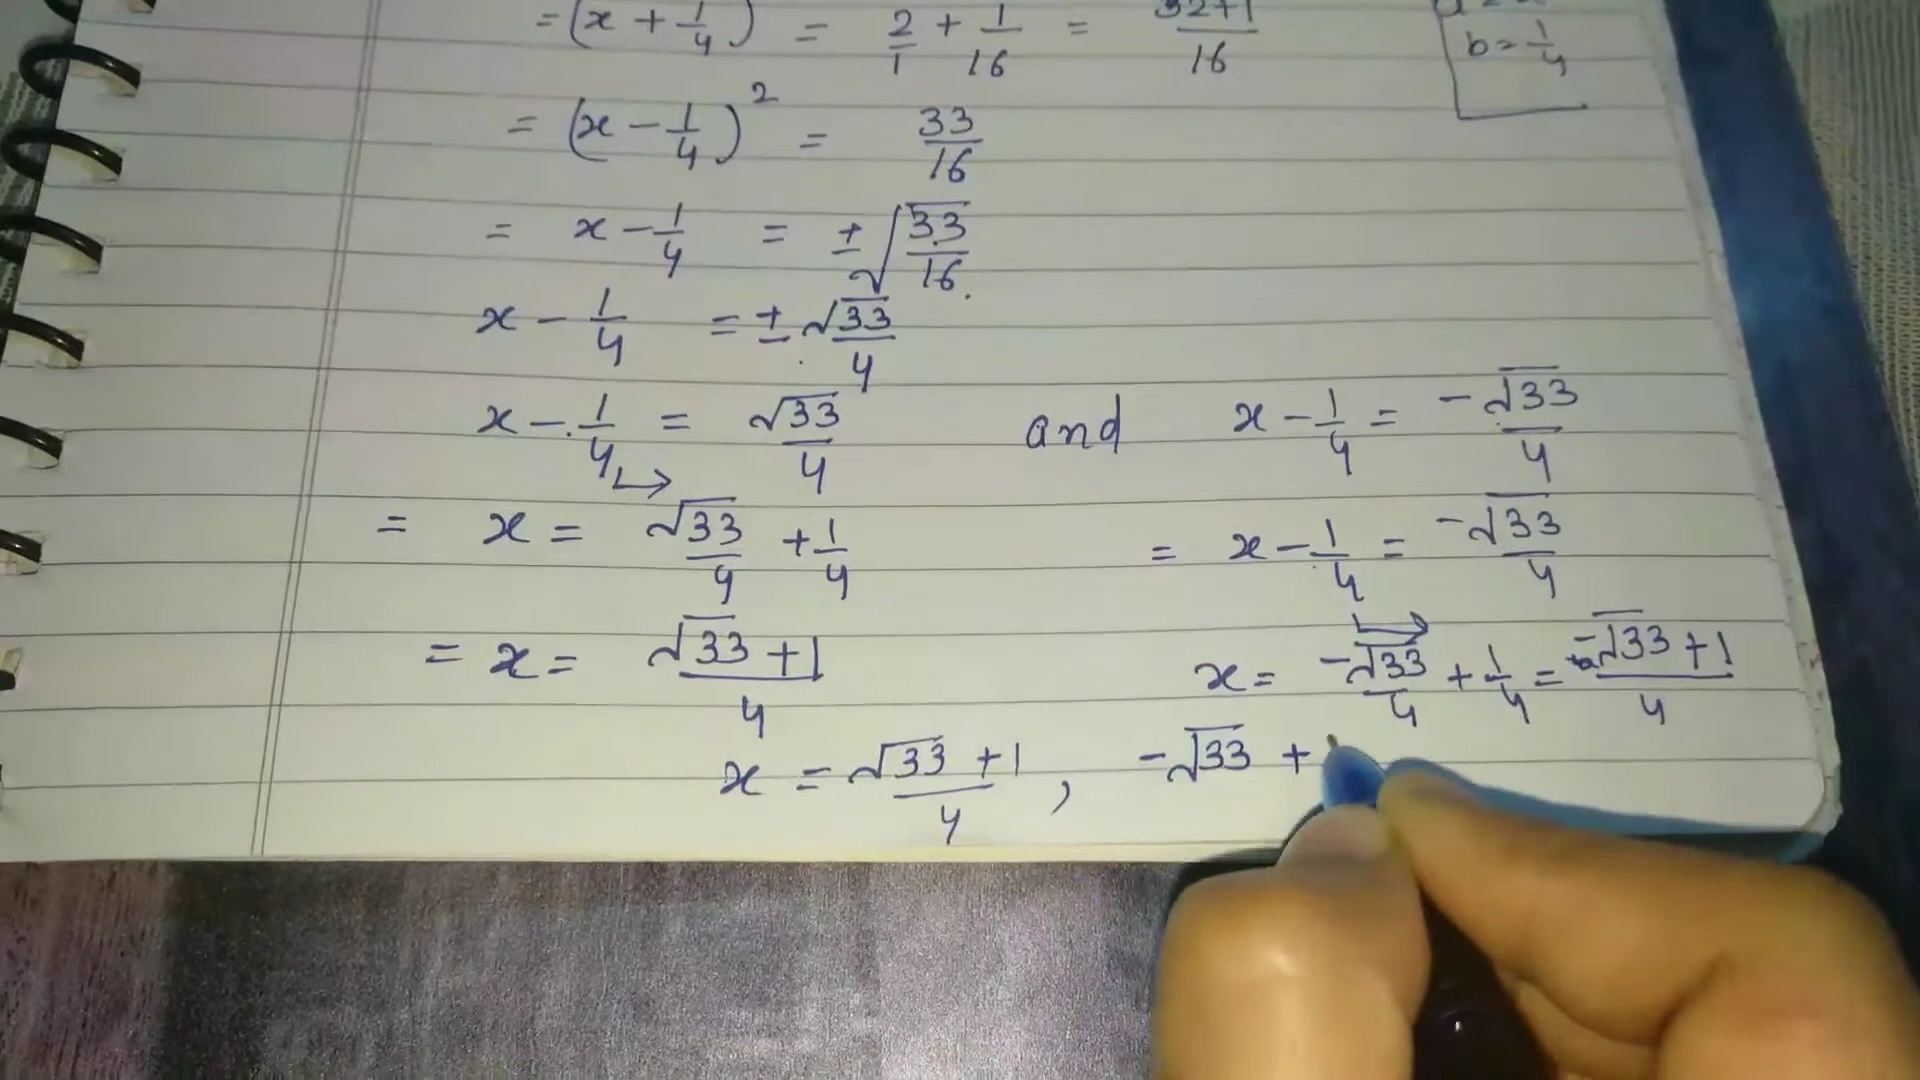 = (x + 1/4) = 2/1 + 1/16 = 32+1/16
b = 1/4
= (x - 1/4)² = 33/16
= x - 1/4 = ± √33/16
x - 1/4 = ± √33/4
x - 1/4 = √33/4 and x - 1/4 = -√33/4
= x = √33/4 + 1/4 = x - 1/4 = -√33/4
= x = √33 + 1/4 x = -√33/4 + 1/4 = -√33 + 1/4
x = √33 + 1/4 , -√33 +